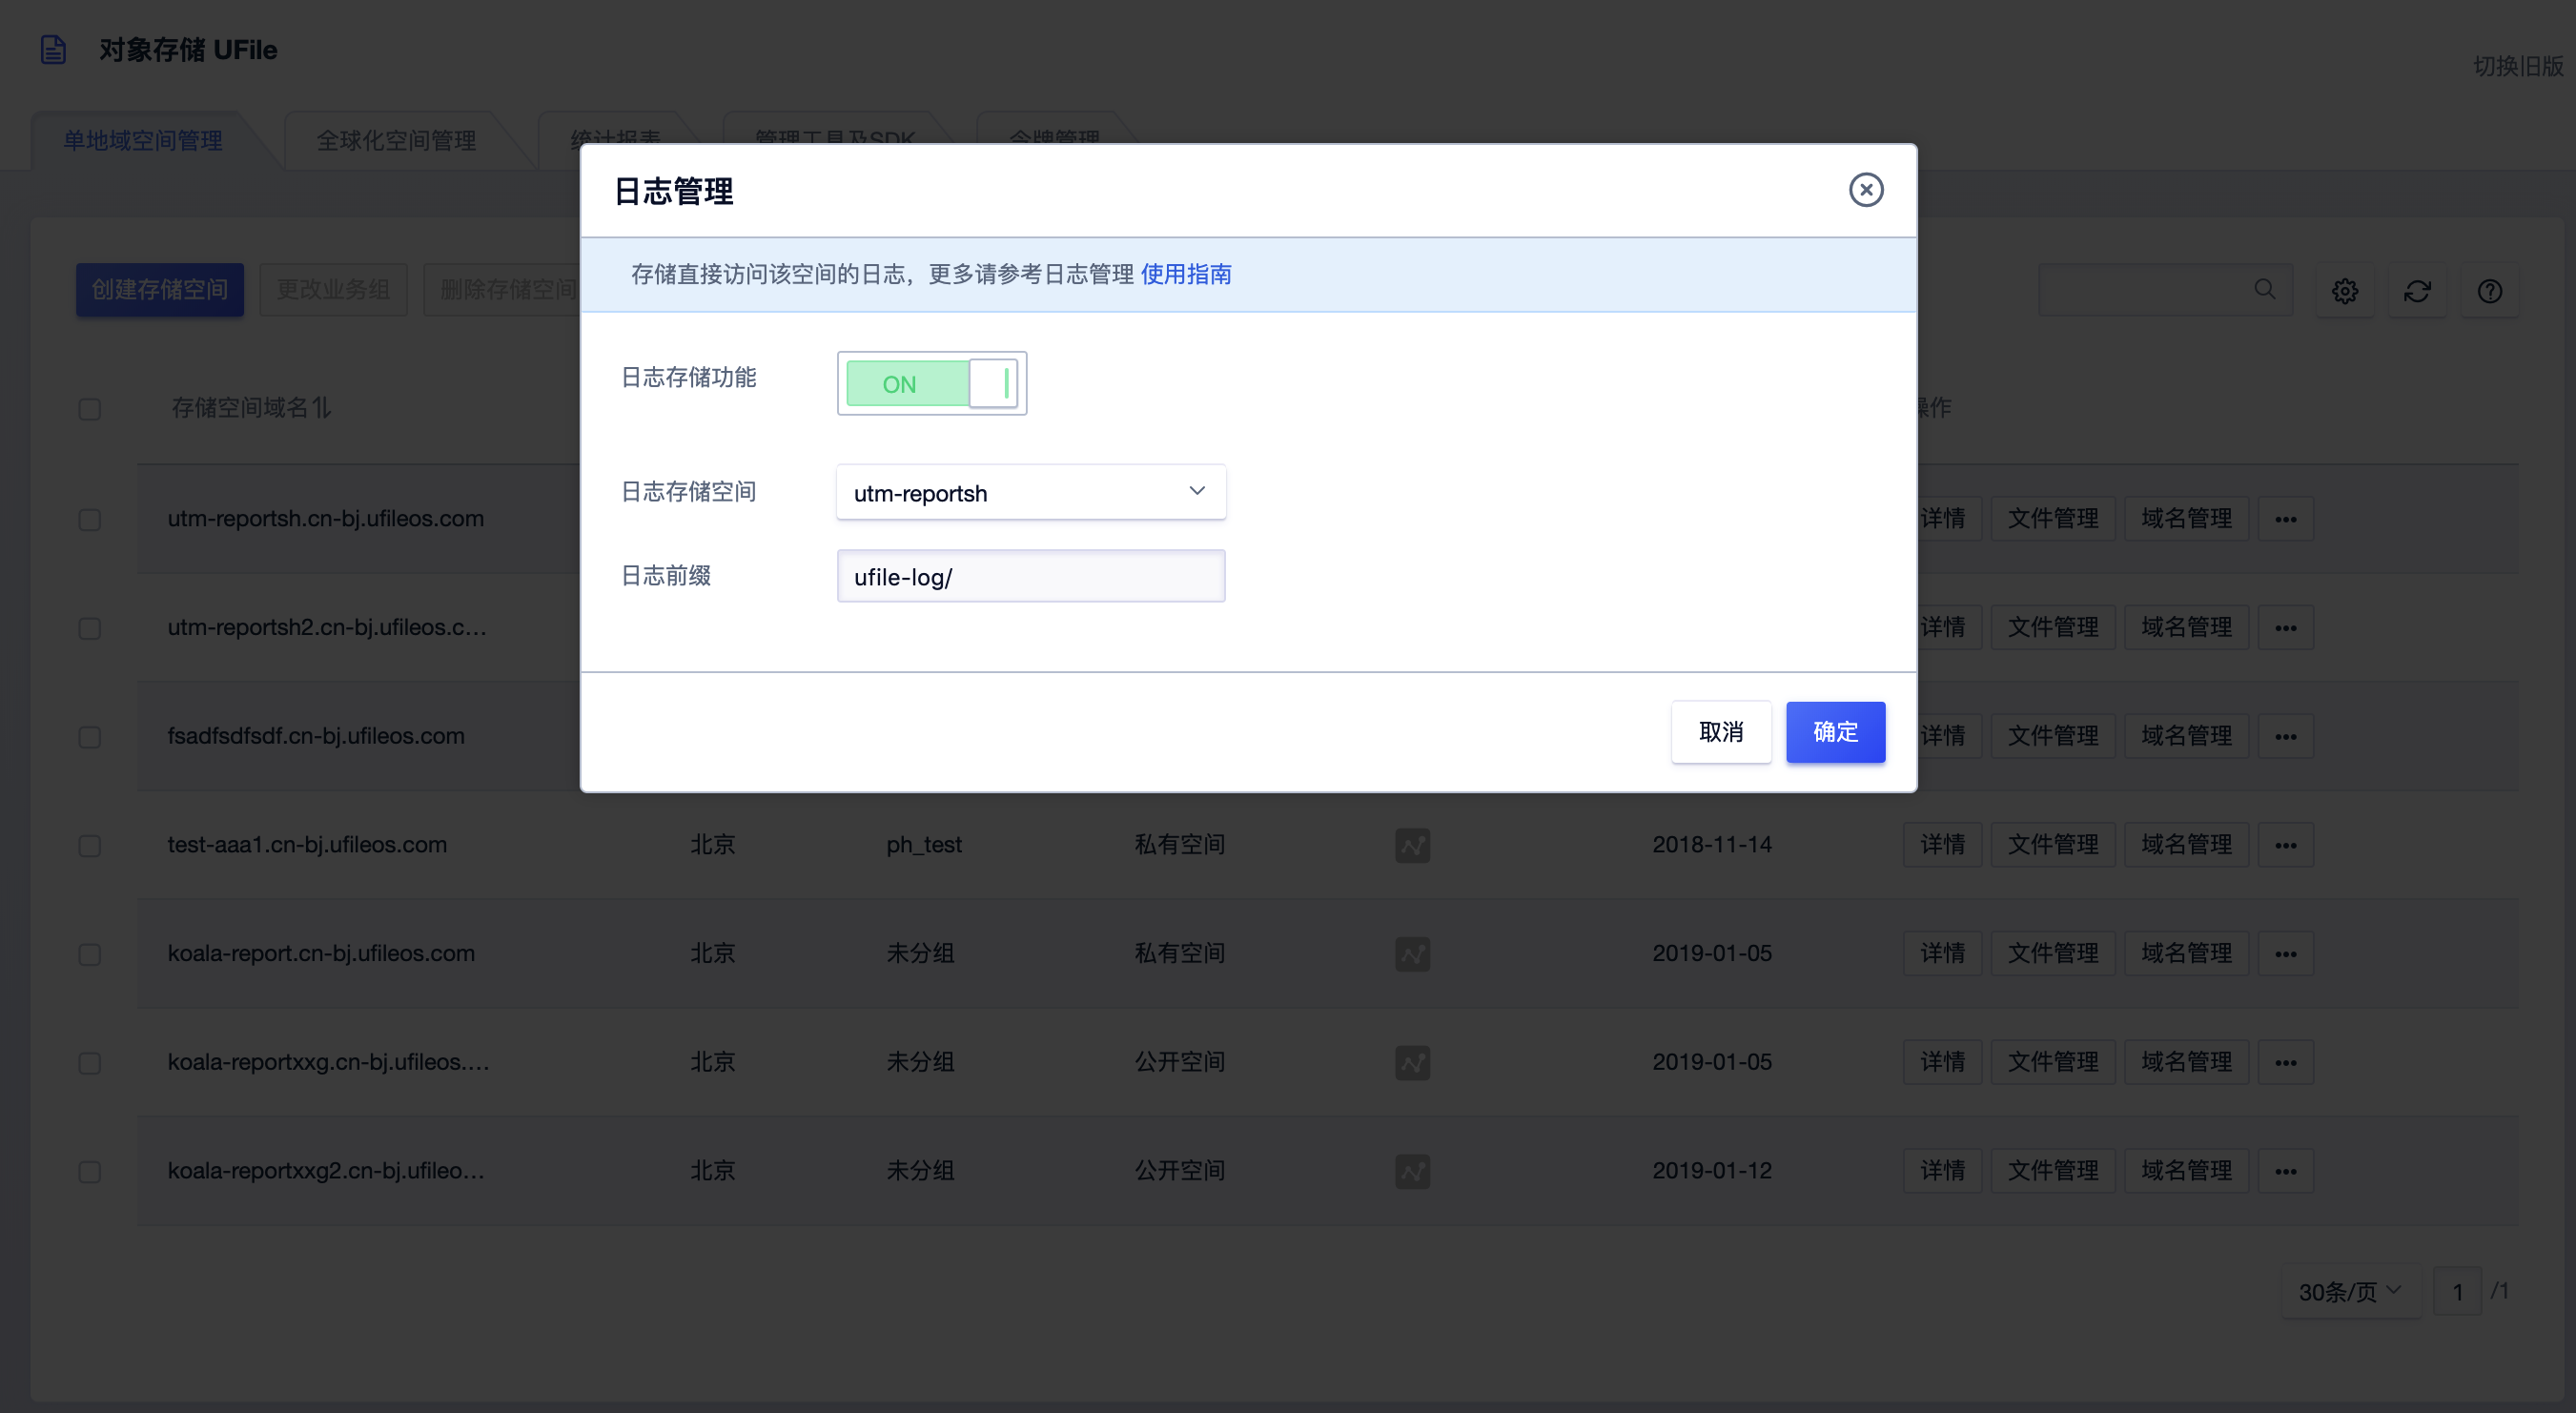 对象存储 UFile
切换旧版
单地域空间管理 全球化空间管理 统计报表 管理工具及SDK 令牌管理
日志管理
存储直接访问该空间的日志，更多请参考日志管理 使用指南
创建存储空间 更改业务组 删除存储空间
日志存储功能 ON
存储空间域名 操作
日志存储空间 utm-reportsh
utm-reportsh.cn-bj.ufileos.com 详情 文件管理 域名管理
日志前缀 ufile-log/
utm-reportsh2.cn-bj.ufileos.c... 详情 文件管理 域名管理
fsadfsdfsdf.cn-bj.ufileos.com 详情 文件管理 域名管理
取消 确定
test-aaa1.cn-bj.ufileos.com 北京 ph_test 私有空间 2018-11-14 详情 文件管理 域名管理
koala-report.cn-bj.ufileos.com 北京 未分组 私有空间 2019-01-05 详情 文件管理 域名管理
koala-reportxxg.cn-bj.ufileos.... 北京 未分组 公开空间 2019-01-05 详情 文件管理 域名管理
koala-reportxxg2.cn-bj.ufileo... 北京 未分组 公开空间 2019-01-12 详情 文件管理 域名管理
30条/页 1 /1